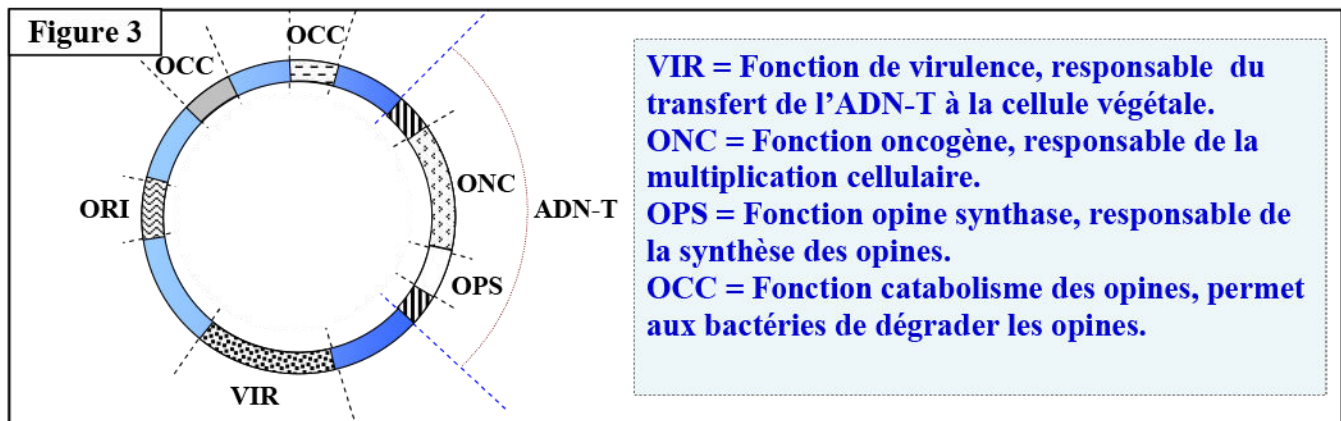 Figure 3
OCC
OCC
ONC
ADN-T
ORI
OPS
VIR
VIR = Fonction de virulence, responsable du
transfert de l'ADN-T à la cellule végétale.
ONC = Fonction oncogène, responsable de la
multiplication cellulaire.
OPS = Fonction opine synthase, responsable de
la synthèse des opines.
OCC = Fonction catabolisme des opines, permet
aux bactéries de dégrader les opines.